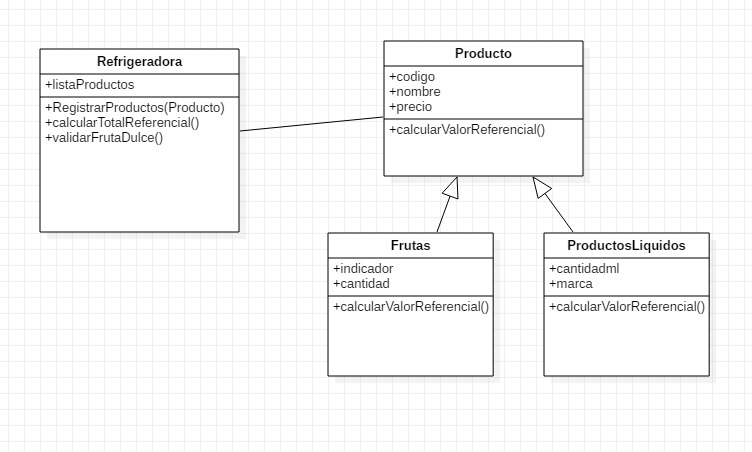 Refrigeradora
+listaProductos
+RegistrarProductos(Producto)
+calcularTotalReferencial()
+validarFrutaDulce()
Producto
+codigo
+nombre
+precio
+calcularValorReferencial()
Frutas
+indicador
+cantidad
+calcularValorReferencial()
ProductosLiquidos
+cantidadml
+marca
+calcularValorReferencial()